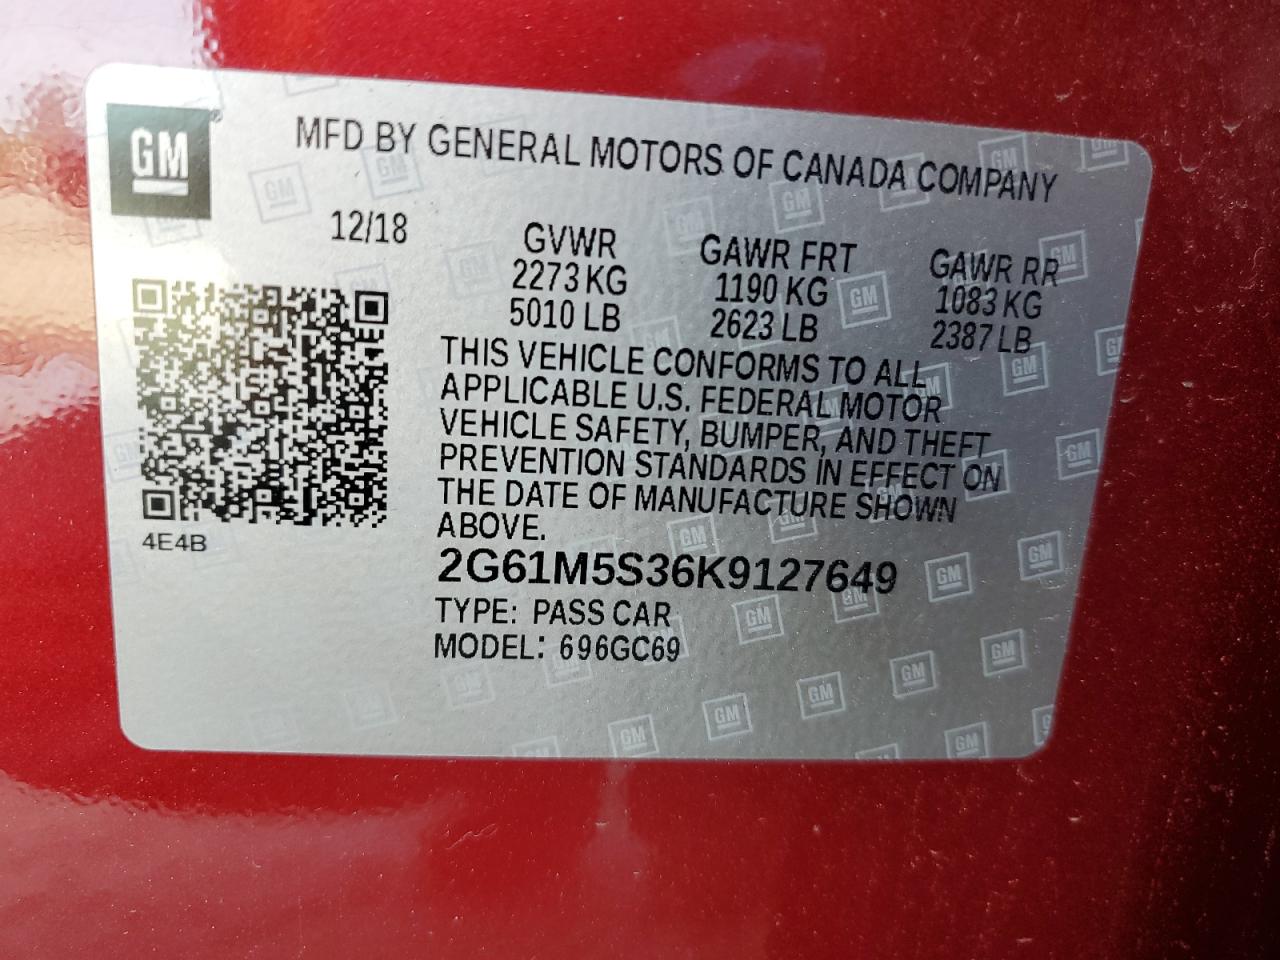 GM
MFD BY GENERAL MOTORS OF CANADA COMPANY
12/18
GVWR
2273 KG
5010 LB
GAWR FRT
1190 KG
2623 LB
GAWR RR
1083 KG
2387 LB
THIS VEHICLE CONFORMS TO ALL
APPLICABLE U.S. FEDERAL MOTOR
VEHICLE SAFETY, BUMPER, AND THEFT
PREVENTION STANDARDS IN EFFECT ON
THE DATE OF MANUFACTURE SHOWN
ABOVE.
4E4B
2G61M5S36K9127649
TYPE: PASS CAR
MODEL: 696GC69